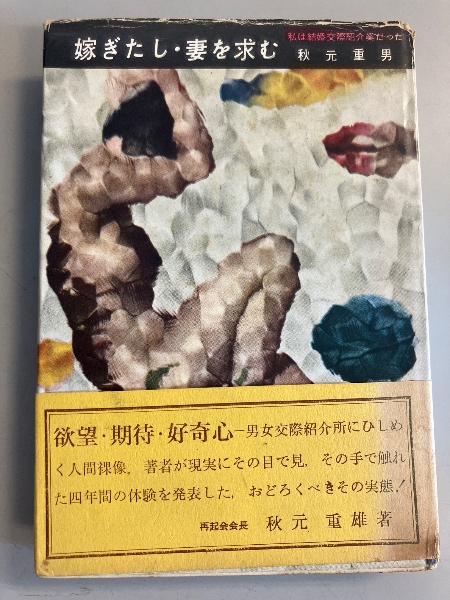 私は結婚交際紹介業だった
嫁ぎたし・妻を求む 秋元重男
欲望・期待・好奇心―男女交際紹介所にひしめ
く人間裸像。著者が現実にその目で見、その手で触れ
た四年間の体験を発表した、おどろくべきその実態!
再起会会長 秋元重雄著